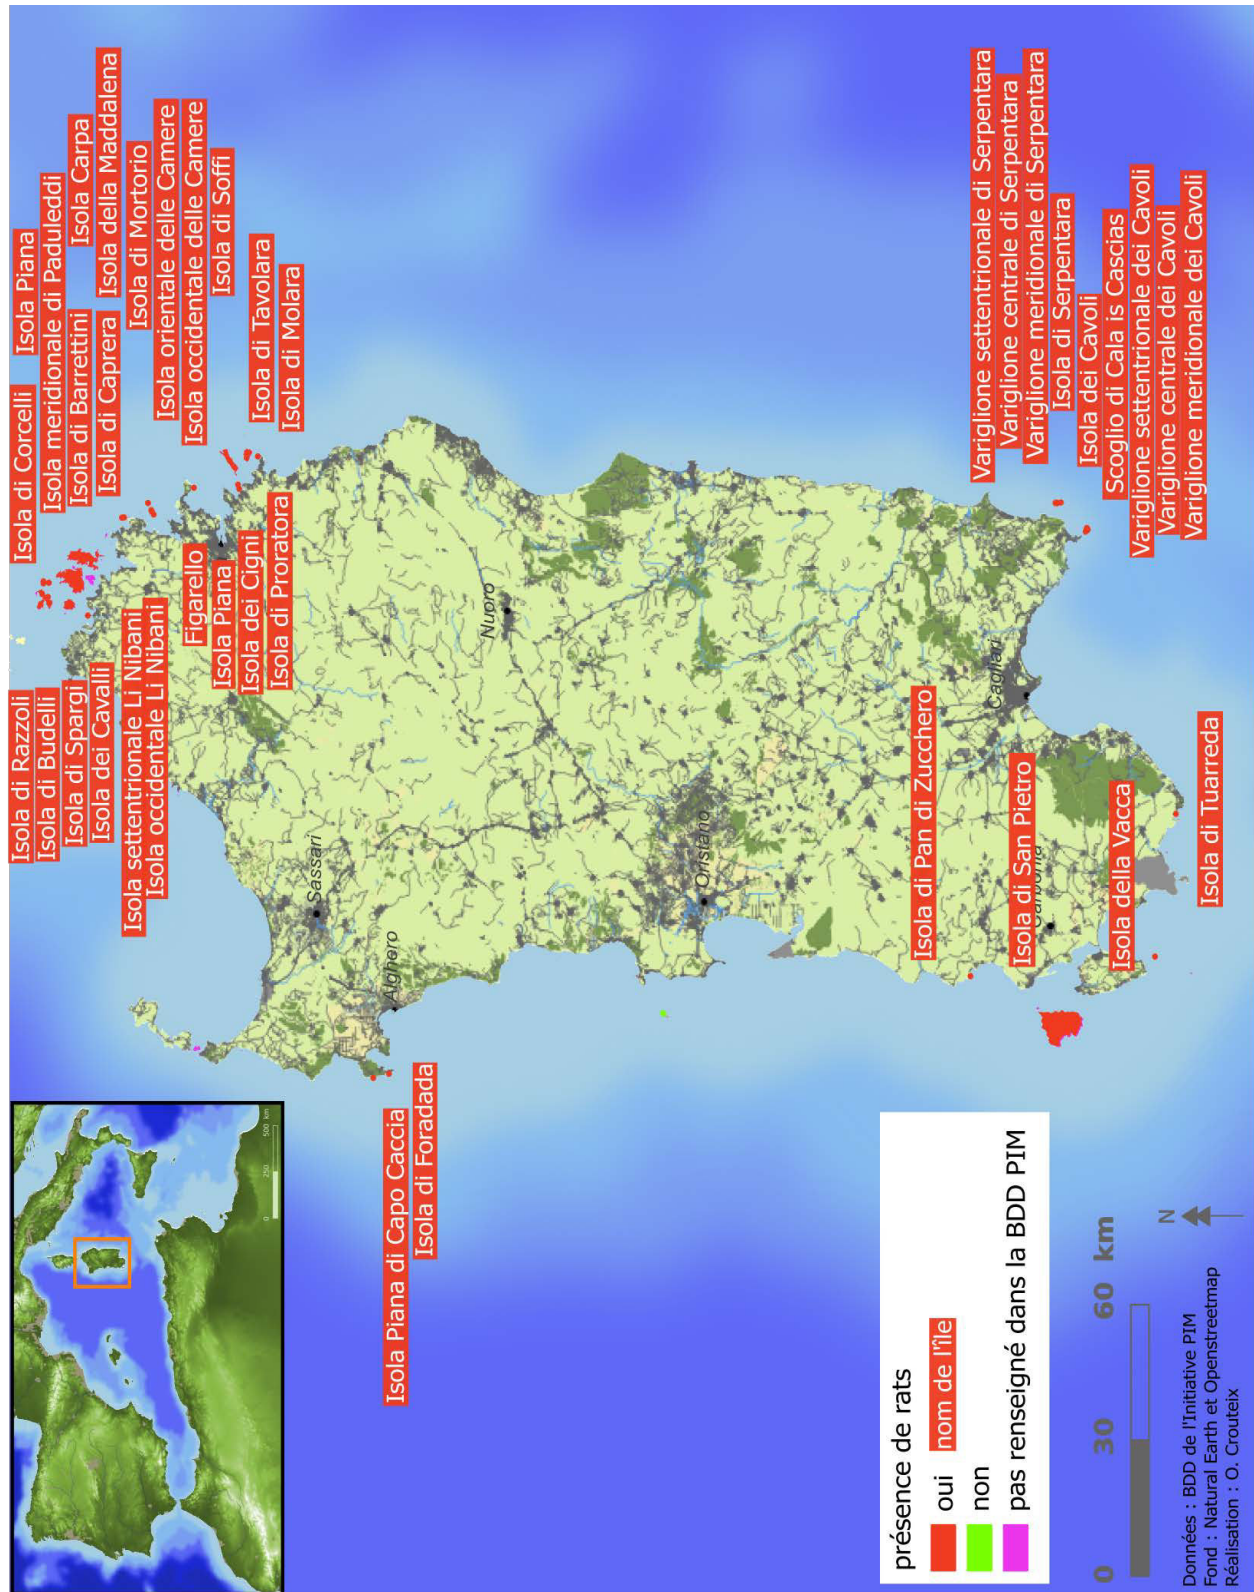 Isola di Razzoli
Isola di Budelli
Isola di Spargi
Isola dei Cavalli
Isola settentrionale Li Nibani
Isola occidentale Li Nibani
Isola di Corcelli
Isola Piana
Isola meridionale di Paduleddi
Isola di Barrettini
Isola Carpa
Isola di Caprera
Isola della Maddalena
Isola di Mortorio
Isola orientale delle Camere
Isola occidentale delle Camere
Isola di Soffi
Isola di Tavolara
Isola di Molara
Figarello
Isola Piana
Isola dei Cigni
Isola di Proratora
0 250 500 km
Sassari
Alghero
Isola Piana di Capo Caccia
Isola di Foradada
Nuoro
Oristano
Isola di Pan di Zucchero
Cagliari
Isola di San Pietro
Isola della Vacca
Isola di Tuarreda
Variglione settentrionale di Serpentara
Variglione centrale di Serpentara
Variglione meridionale di Serpentara
Isola di Serpentara
Isola dei Cavoli
Scoglio di Cala is Cascias
Variglione settentrionale dei Cavoli
Variglione centrale dei Cavoli
Variglione meridionale dei Cavoli
présence de rats
oui
nom de l'île
non
pas renseigné dans la BDD PIM
0 30 60 km
N
Données : BDD de l'Initiative PIM
Fond : Natural Earth et Openstreetmap
Réalisation : O. Crouteix